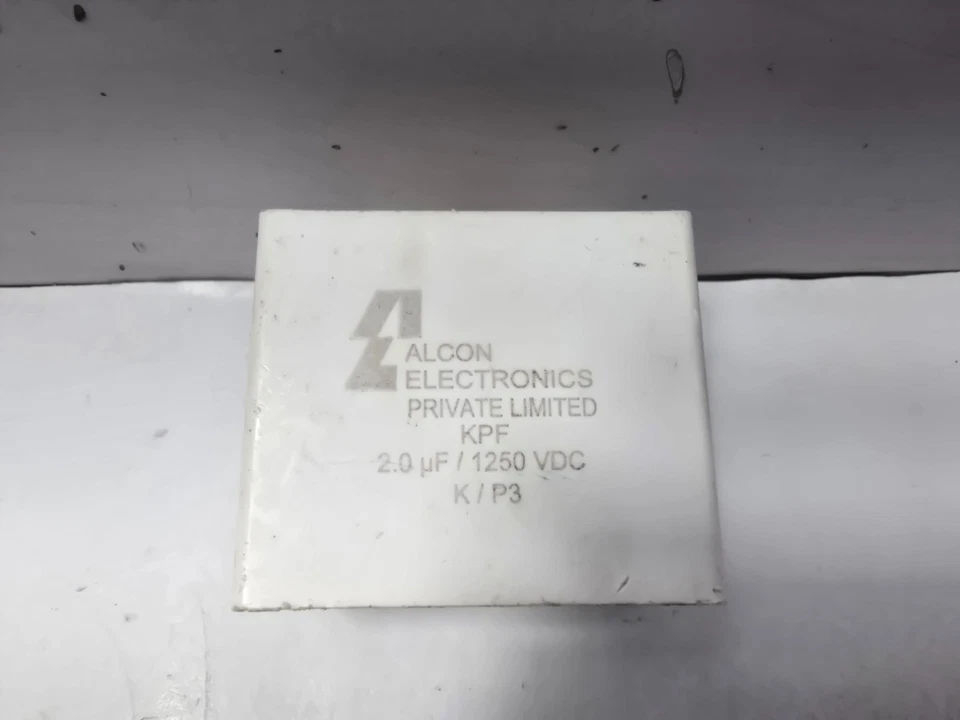 ALCON
ELECTRONICS
PRIVATE LIMITED
KPF
2.0 µF / 1250 VDC
K / P3